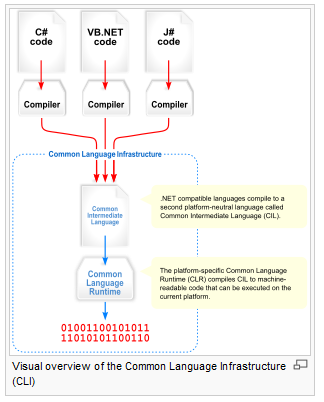 C#
code
VB.NET
code
J#
code
Compiler
Compiler
Compiler
Common Language Infrastructure
Common
Intermediate
Language
.NET compatible languages compile to a
second platform-neutral language called
Common Intermediate Language (CIL).
Common
Language
Runtime
The platform-specific Common Language
Runtime (CLR) compiles CIL to machine-
readable code that can be executed on the
current platform.
01001100101011
11010101100110
Visual overview of the Common Language Infrastructure
(CLI)